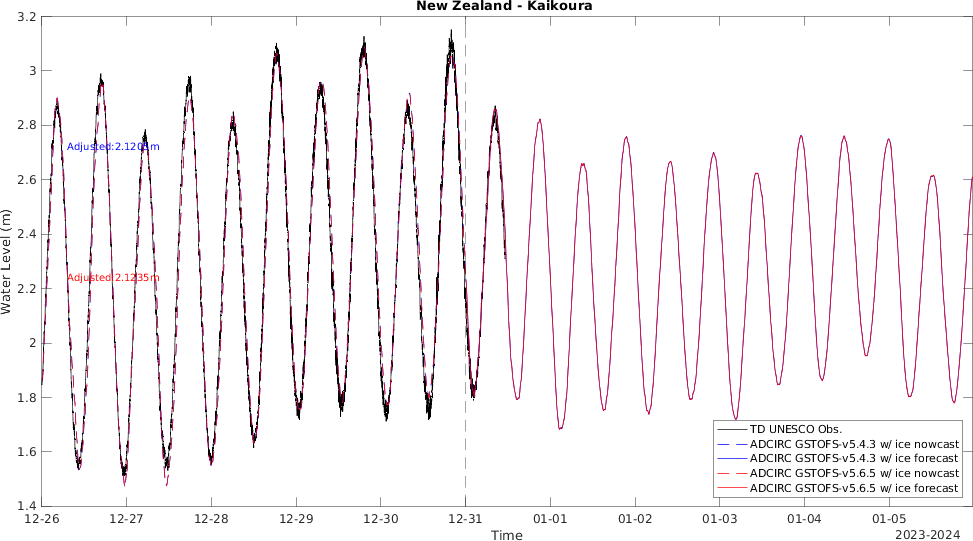 New Zealand - Kaikoura
3.2
3
2.8
2.6
2.4
2.2
2
1.8
1.6
1.4
Water Level (m)
Adjusted:2.1205m
Adjusted:2.1235m
TD UNESCO Obs.
ADCIRC GSTOFS-v5.4.3 w/ ice nowcast
ADCIRC GSTOFS-v5.4.3 w/ ice forecast
ADCIRC GSTOFS-v5.6.5 w/ ice nowcast
ADCIRC GSTOFS-v5.6.5 w/ ice forecast
12-26 12-27 12-28 12-29 12-30 12-31 01-01 01-02 01-03 01-04 01-05
Time
2023-2024